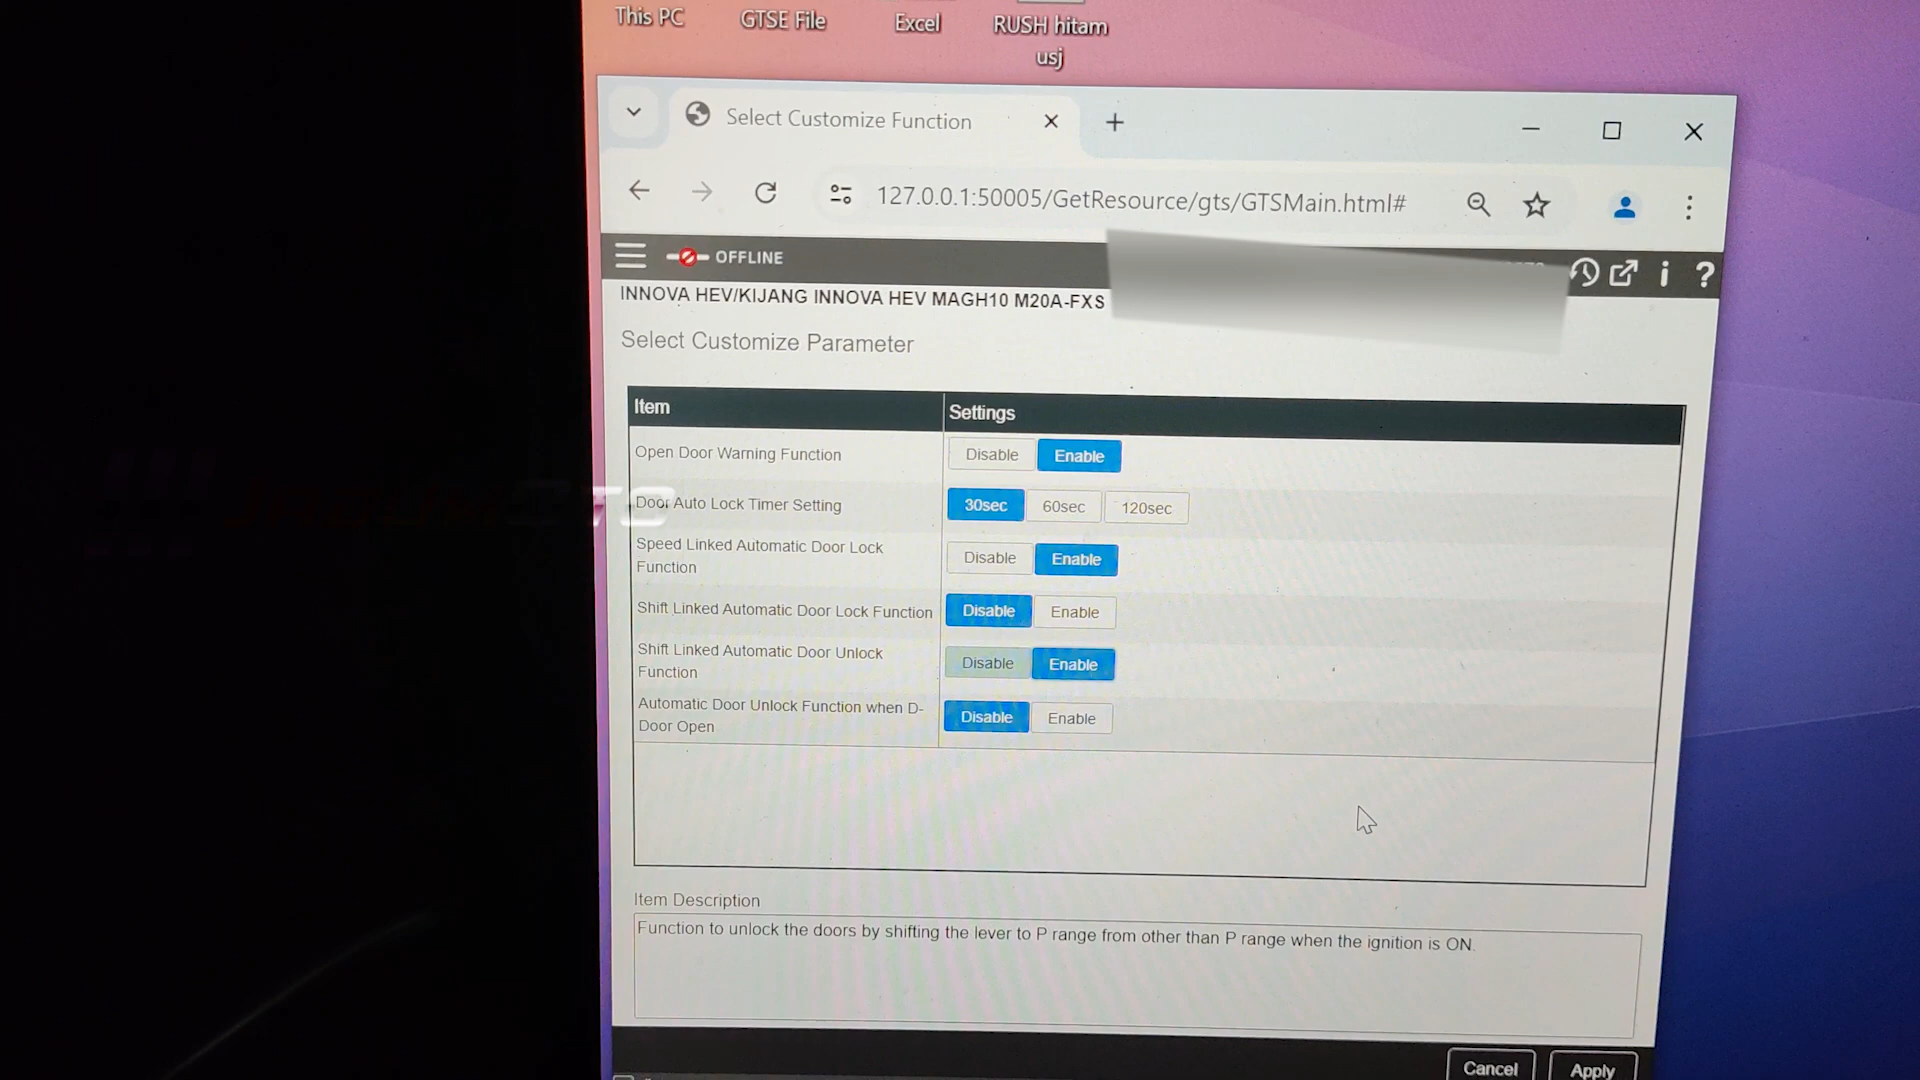 This PC
GTSE File
Excel
RUSH hitam
usj
Select Customize Function
127.0.0.1:50005/GetResource/gts/GTSMain.html#
OFFLINE
INNOVA HEV/KIJANG INNOVA HEV MAGH10 M20A-FXS
Select Customize Parameter
Item
Settings
Open Door Warning Function
Disable
Enable
Door Auto Lock Timer Setting
30sec
60sec
120sec
Speed Linked Automatic Door Lock
Function
Disable
Enable
Shift Linked Automatic Door Lock Function
Disable
Enable
Shift Linked Automatic Door Unlock
Function
Disable
Enable
Automatic Door Unlock Function when D-
Door Open
Disable
Enable
Item Description
Function to unlock the doors by shifting the lever to P range from other than P range when the ignition is ON.
Cancel
Apply